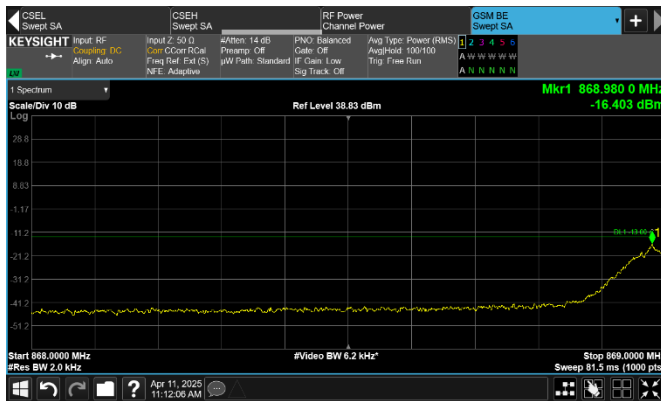 CSEL
Swept SA
CSEH
Swept SA
RF Power
Channel Power
GSM BE
Swept SA
KEYSIGHT
Input: RF
Coupling: DC
Align: Auto
Input Z: 50 Ω
Corr CCorr RCal
Freq Ref: Ext (S)
NFE: Adaptive
#Atten: 14 dB
Preamp: Off
µW Path: Standard
PNO: Balanced
Gate: Off
IF Gain: Low
Sig Track: Off
Avg Type: Power (RMS)
Avg|Hold: 100/100
Trig: Free Run
1 2 3 4 5 6
A W W W W W
A N N N N N
LXI
1 Spectrum
Scale/Div 10 dB
Ref Level 38.83 dBm
Mkr1 868.980 0 MHz
-16.403 dBm
Log
28.8
18.8
8.83
-1.17
-11.2
-21.2
-31.2
-41.2
-51.2
DL1 -13.00
1
Start 868.0000 MHz
#Res BW 2.0 kHz
#Video BW 6.2 kHz*
Stop 869.0000 MH
Sweep 81.5 ms (1000 pts
Apr 11, 2025
11:12:06 AM